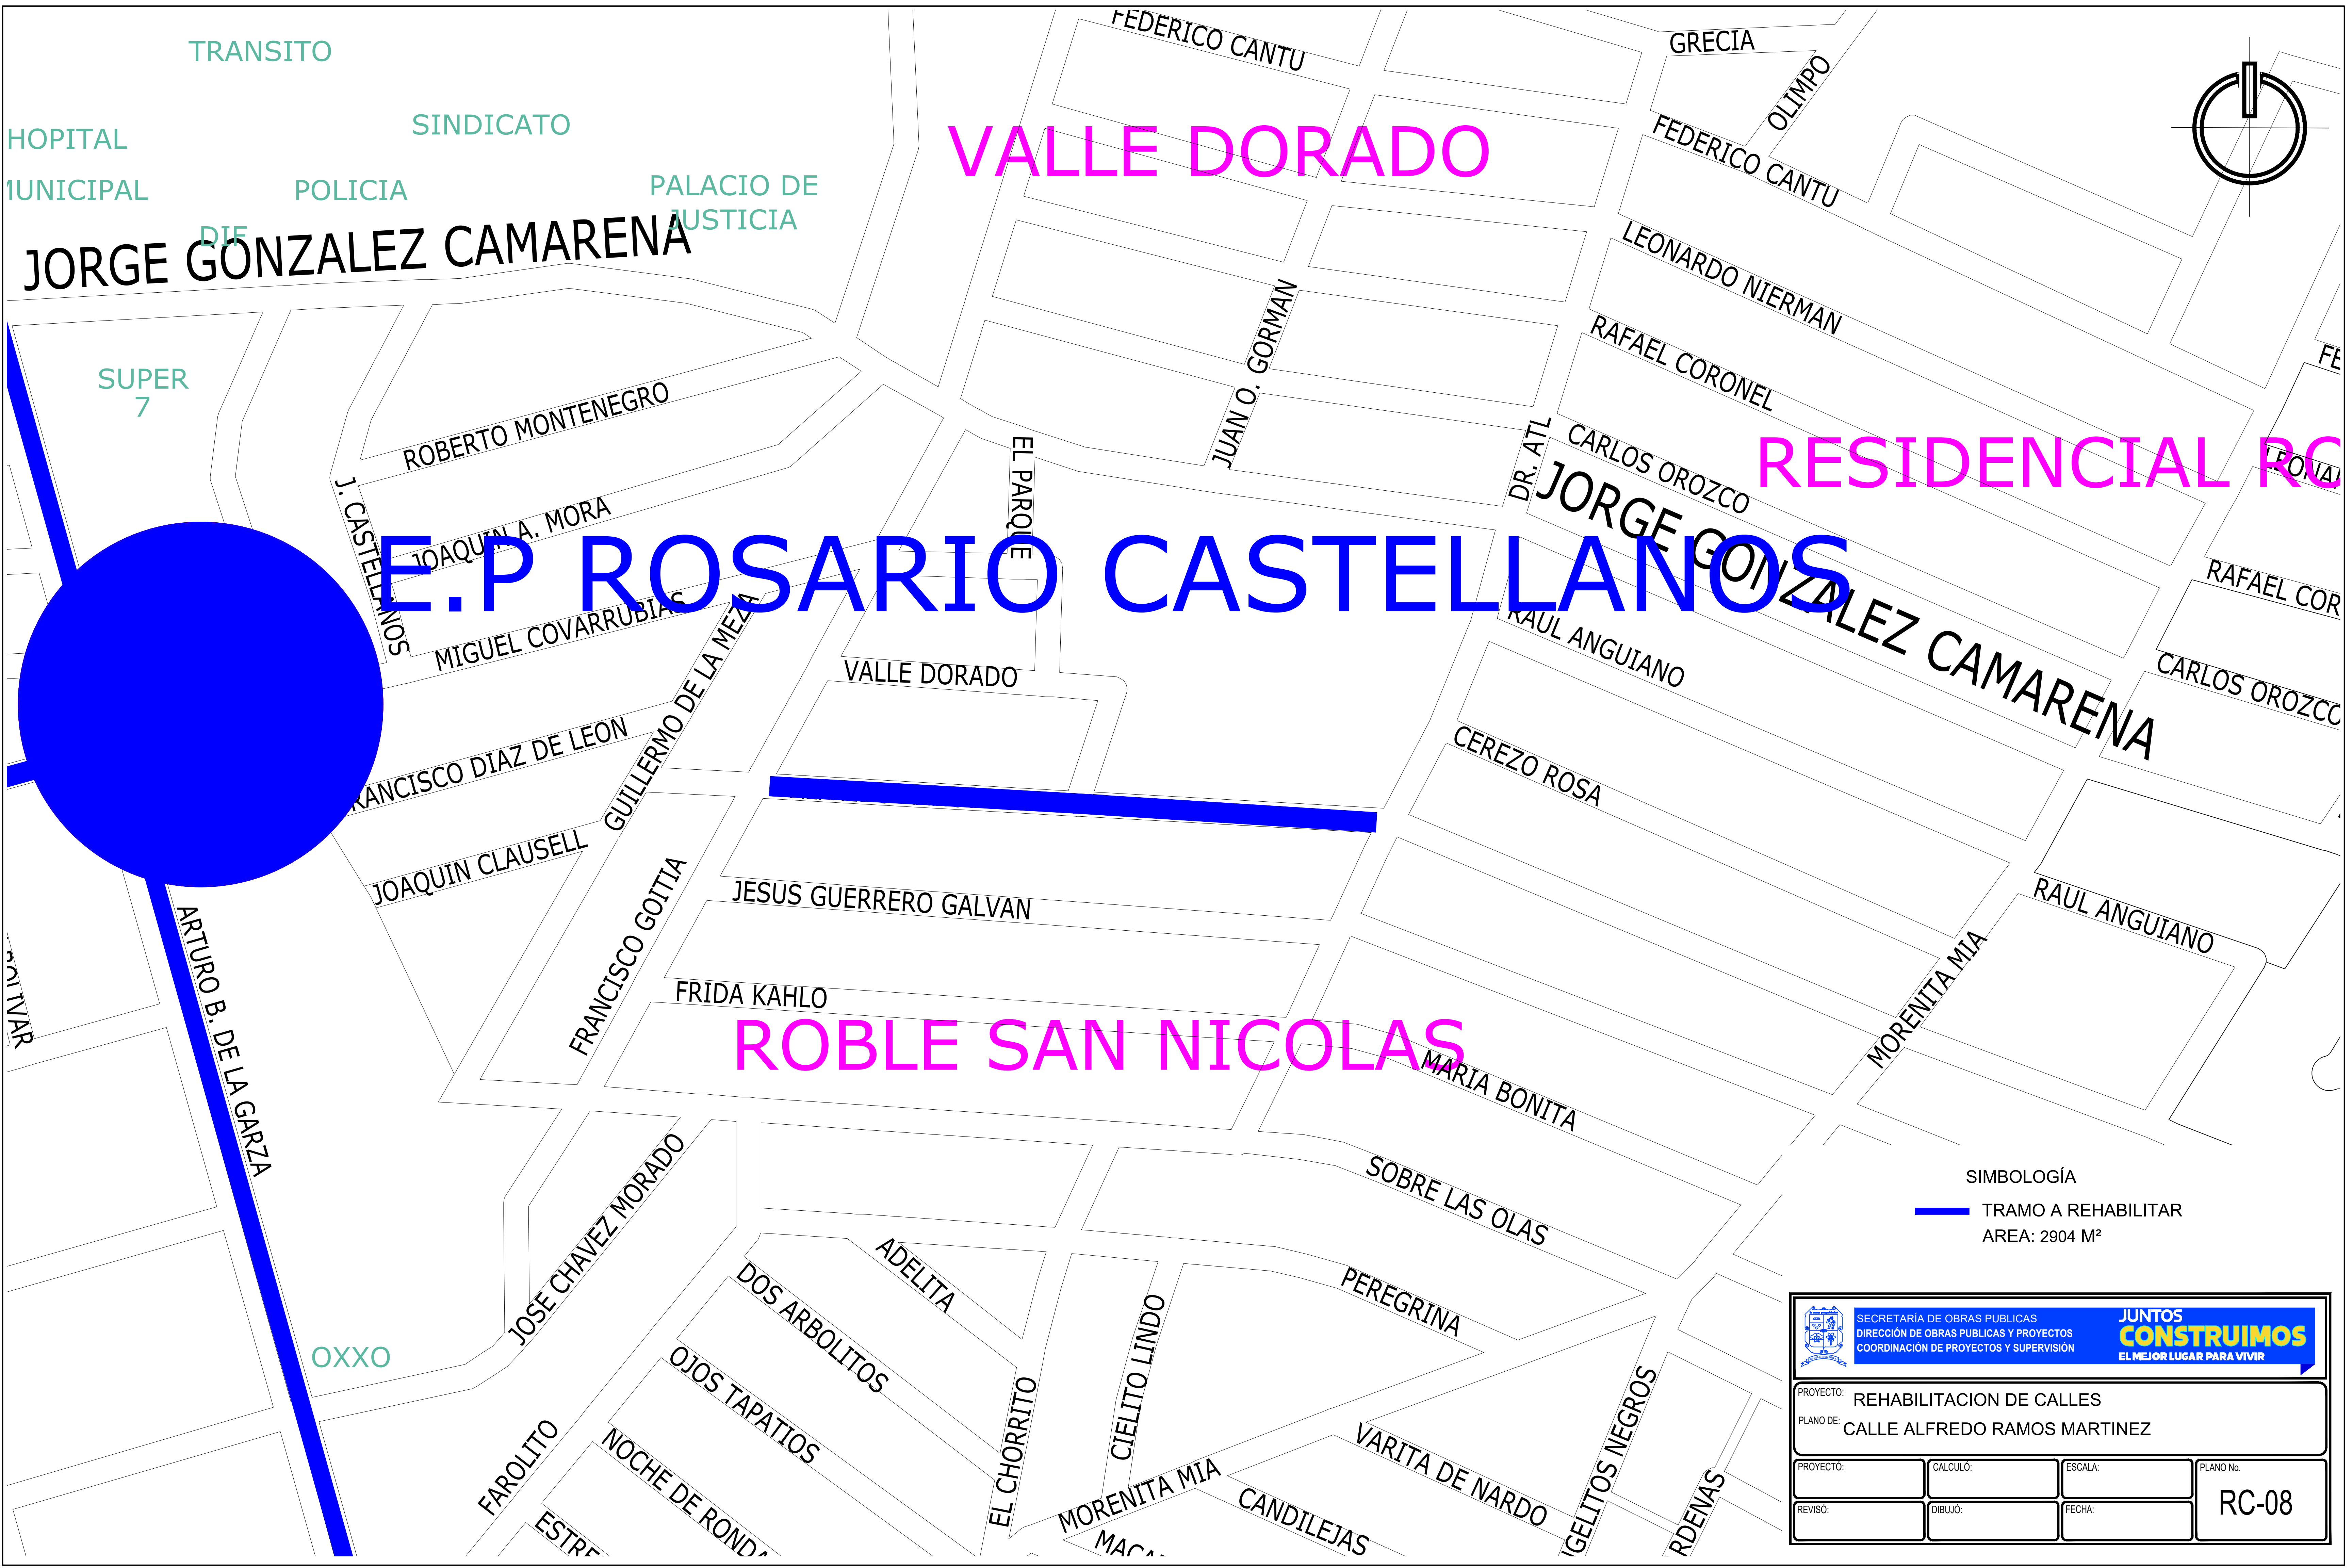 TRANSITO
SINDICATO
HOPITAL
MUNICIPAL
POLICIA
PALACIO DE
JUSTICIA
DIF
JORGE GONZALEZ CAMARENA
SUPER
7
FEDERICO CANTU
GRECIA
OLIMPO
VALLE DORADO
FEDERICO CANTU
LEONARDO NIERMAN
JUAN O. GORMAN
RAFAEL CORONEL
ROBERTO MONTENEGRO
EL PARQUE
DR. ATL
CARLOS OROZCO
RESIDENCIAL RO
JORGE GONZALEZ CAMARENA
J. CASTELLANOS
JOAQUIN A. MORA
E.P ROSARIO CASTELLANOS
MIGUEL COVARRUBIAS
GUILLERMO DE LA MEZA
RAFAEL COR
RAUL ANGUIANO
VALLE DORADO
CARLOS OROZCO
FRANCISCO DIAZ DE LEON
CEREZO ROSA
JOAQUIN CLAUSELL
FRANCISCO GOITIA
JESUS GUERRERO GALVAN
RAUL ANGUIANO
FRIDA KAHLO
MORENITA MIA
ROBLE SAN NICOLAS
BOLIVAR
ARTURO B. DE LA GARZA
MARIA BONITA
JOSE CHAVEZ MORADO
SOBRE LAS OLAS
ADELITA
DOS ARBOLITOS
PEREGRINA
CIELITO LINDO
OXXO
OJOS TAPATIOS
EL CHORRITO
FAROLITO
NOCHE DE RONDA
MORENITA MIA
VARITA DE NARDO
CANDILEJAS
NGELITOS NEGROS
RDENAS
ESTRE
MACA
SIMBOLOGÍA
TRAMO A REHABILITAR
AREA: 2904 M²
SECRETARÍA DE OBRAS PUBLICAS
DIRECCIÓN DE OBRAS PUBLICAS Y PROYECTOS
COORDINACIÓN DE PROYECTOS Y SUPERVISIÓN
JUNTOS
CONSTRUIMOS
EL MEJOR LUGAR PARA VIVIR
PROYECTO: REHABILITACION DE CALLES
PLANO DE: CALLE ALFREDO RAMOS MARTINEZ
PROYECTÓ: CALCULÓ: ESCALA: PLANO No.
RC-08
REVISÓ: DIBUJÓ: FECHA: